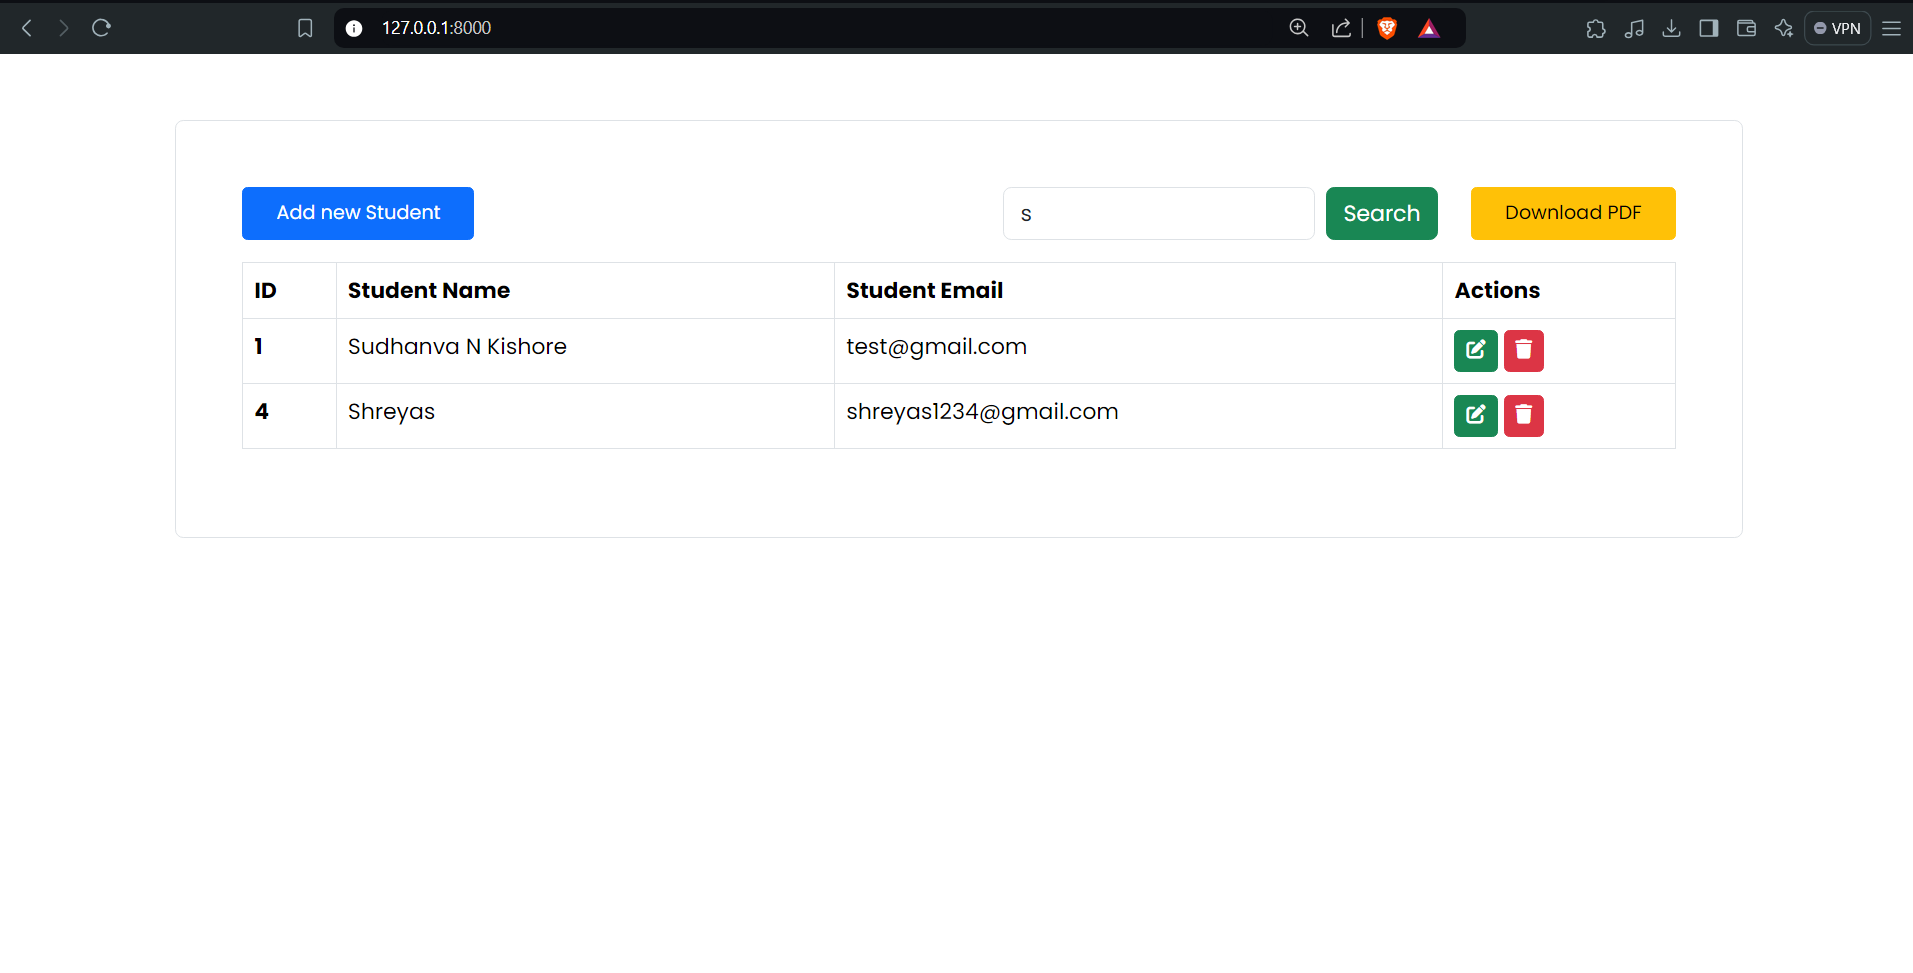 127.0.0.1:8000
VPN
Add new Student
s
Search
Download PDF
ID Student Name Student Email Actions
1 Sudhanva N Kishore test@gmail.com
4 Shreyas shreyas1234@gmail.com